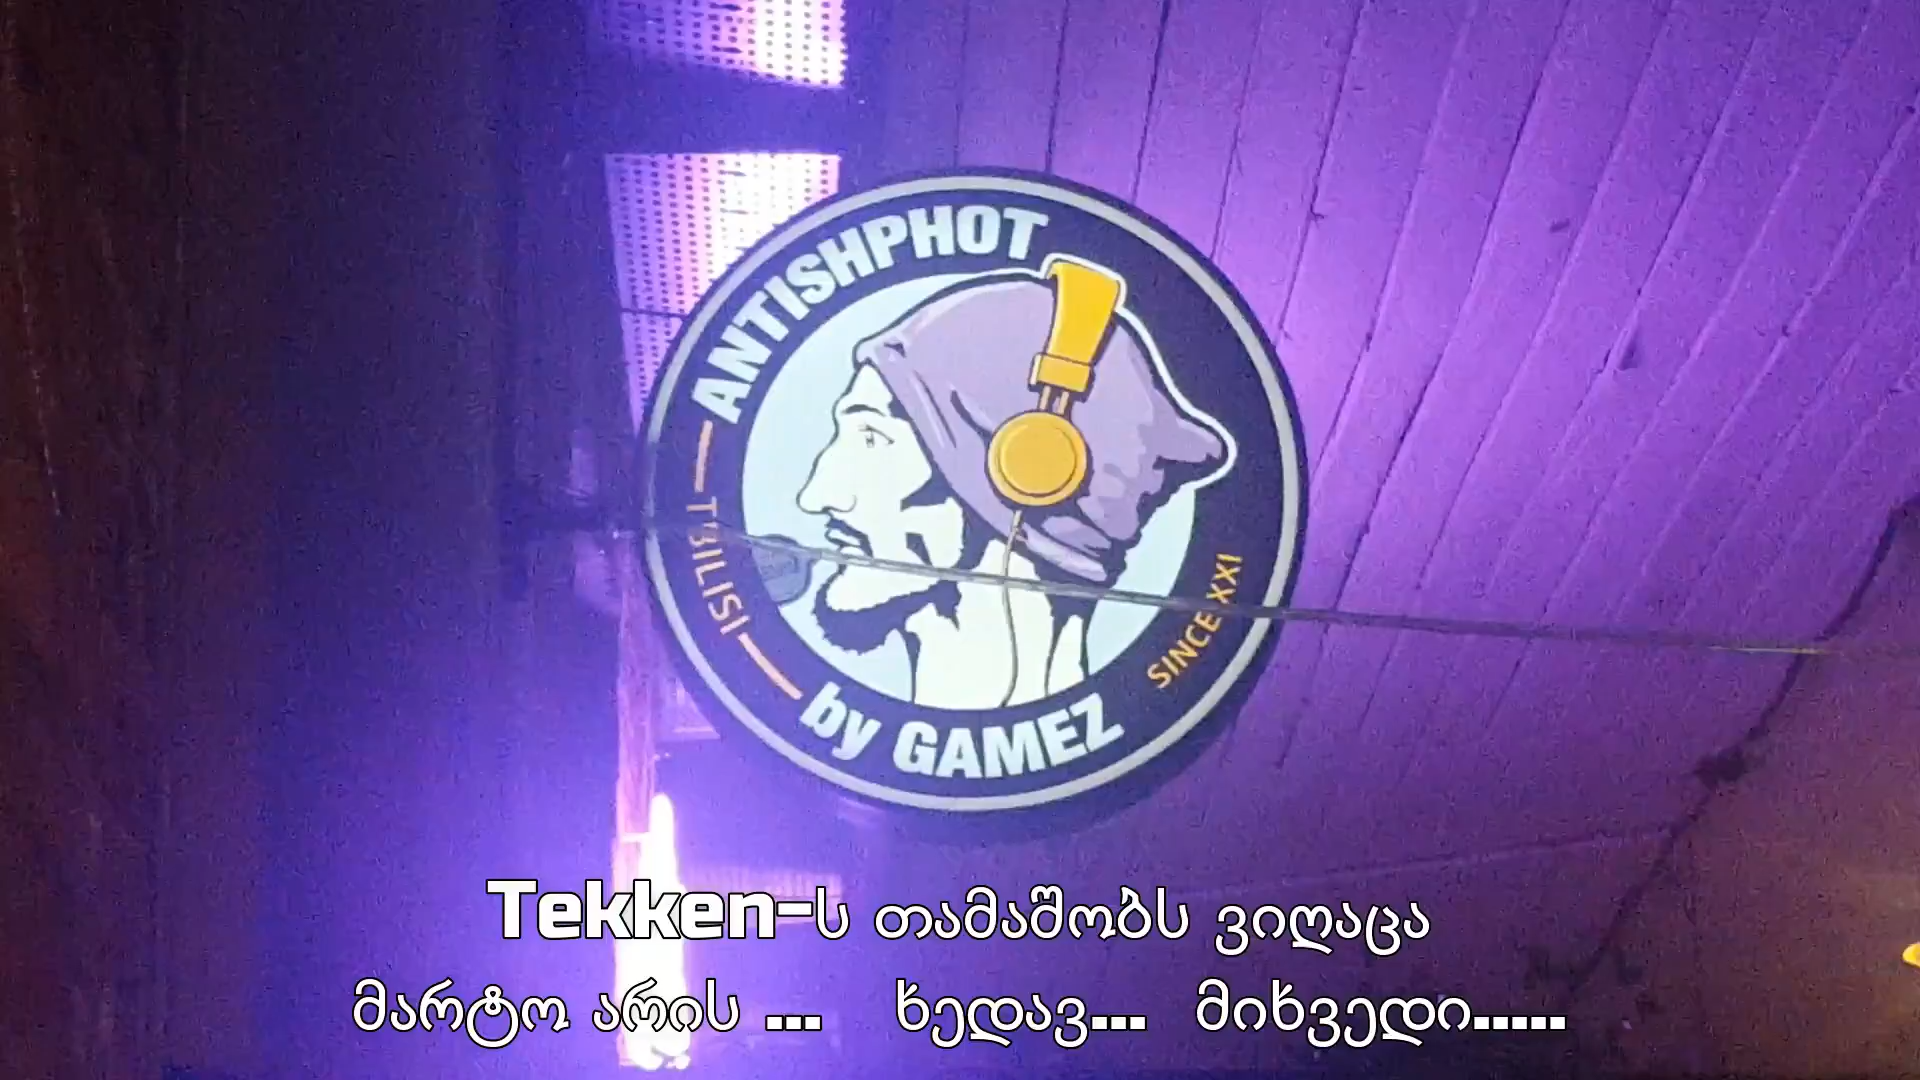 ANTISHPHOT
TBILISI
by GAMEZ
SINCE XXI
Tekken-ს თამაშობს ვიღაცა
მარტო არის ... ხედავ... მიხვედი.....